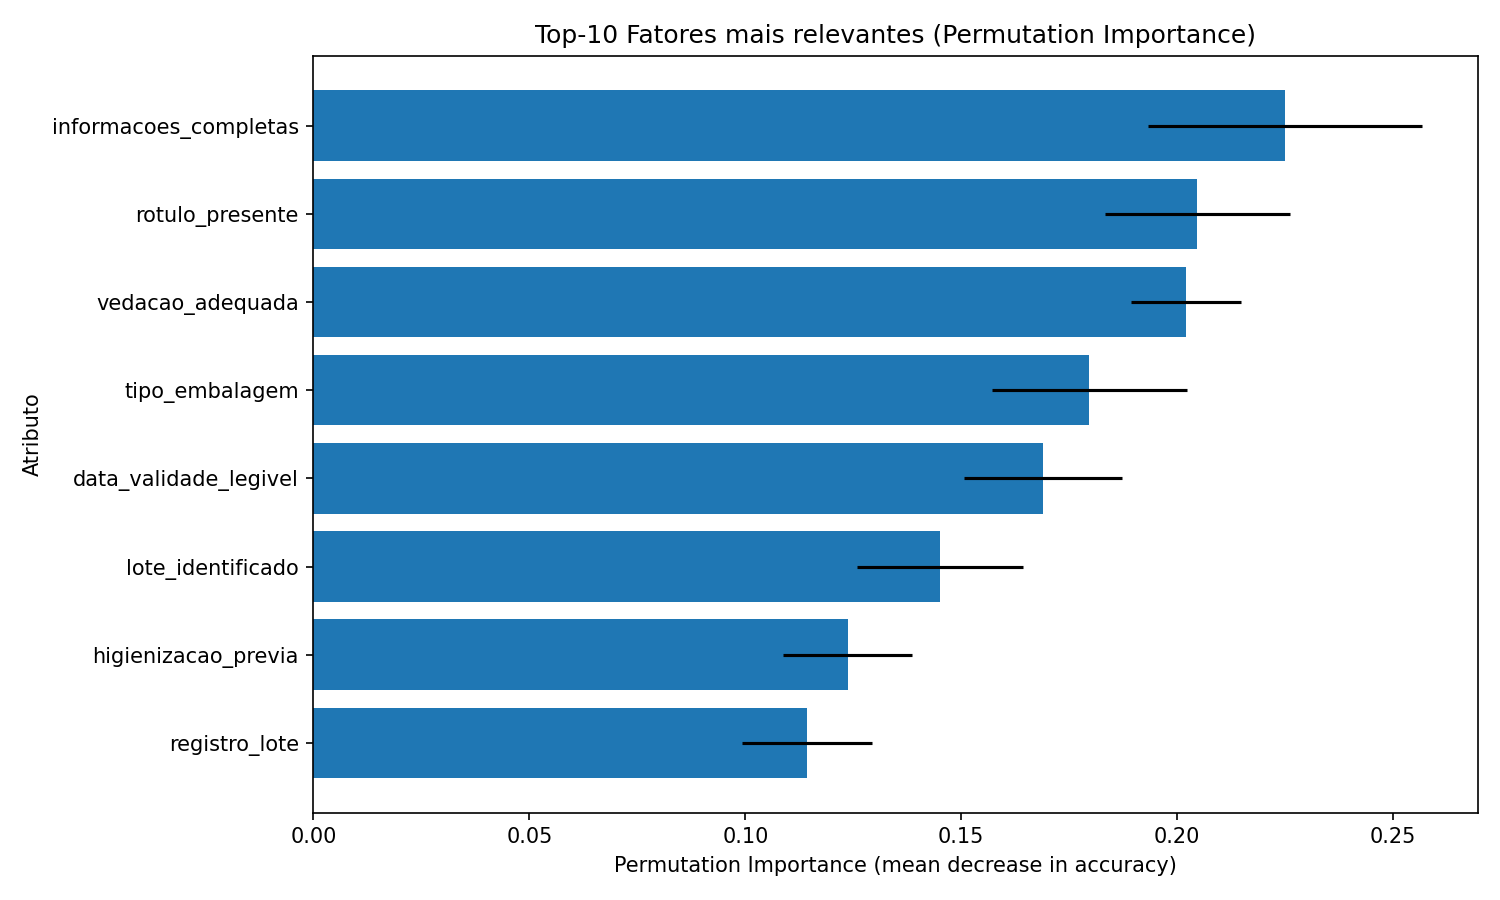 Top-10 Fatores mais relevantes (Permutation Importance)
Atributo
informacoes_completas
rotulo_presente
vedacao_adequada
tipo_embalagem
data_validade_legivel
lote_identificado
higienizacao_previa
registro_lote
0.00 0.05 0.10 0.15 0.20 0.25
Permutation Importance (mean decrease in accuracy)